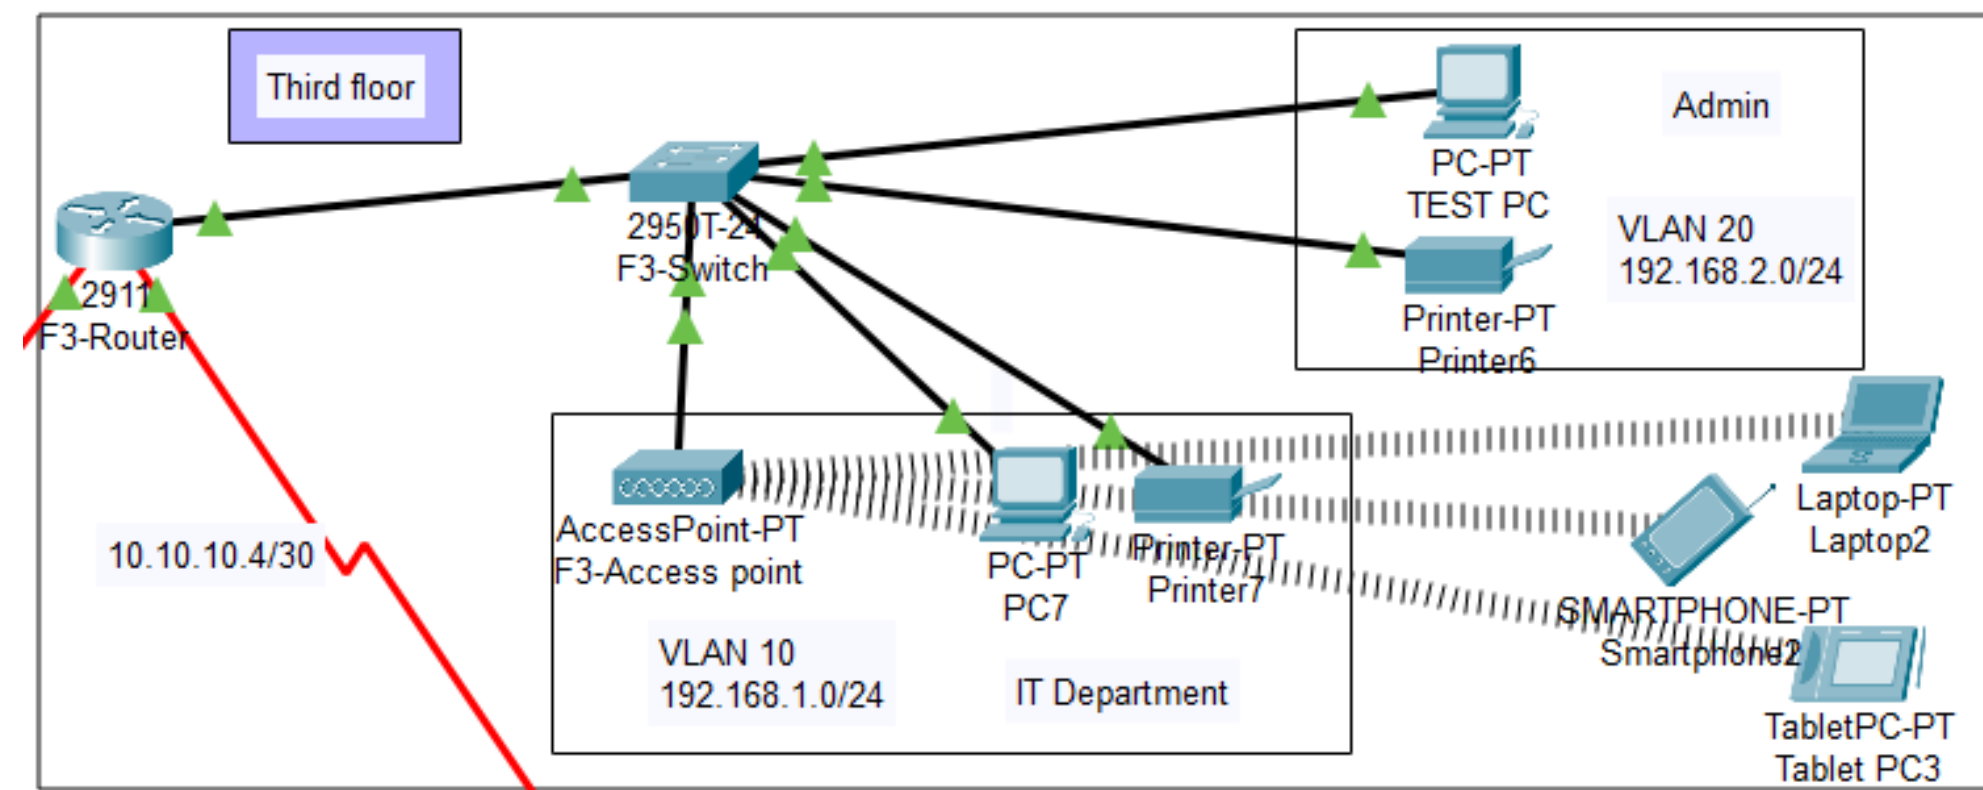 Third floor
Admin
PC-PT
TEST PC
VLAN 20
192.168.2.0/24
Printer-PT
Printer6
2950T-24
F3-Switch
2911
F3-Router
10.10.10.4/30
AccessPoint-PT
F3-Access point
PC-PT
PC7
Printer-PT
Printer7
VLAN 10
192.168.1.0/24
IT Department
Laptop-PT
Laptop2
SMARTPHONE-PT
Smartphone2
TabletPC-PT
Tablet PC3